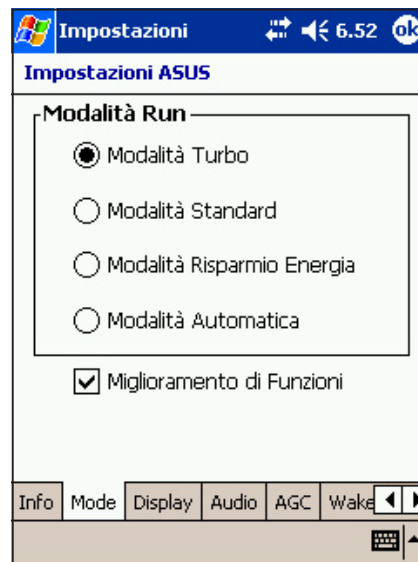 Impostazioni 6.52 ok
Impostazioni ASUS
Modalità Run
Modalità Turbo
Modalità Standard
Modalità Risparmio Energia
Modalità Automatica
Miglioramento di Funzioni
Info Mode Display Audio AGC Wake